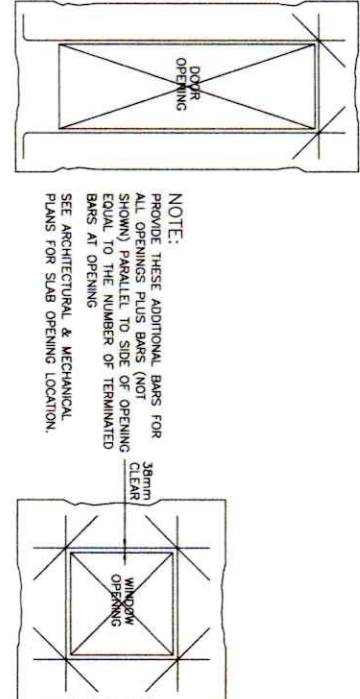 DOOR
OPENING
NOTE:
PROVIDE THESE ADDITIONAL BARS FOR
ALL OPENINGS PLUS BARS (NOT
SHOWN) PARALLEL TO SIDE OF OPENING
EQUAL TO THE NUMBER OF TERMINATED
BARS AT OPENING
SEE ARCHITECTURAL & MECHANICAL
PLANS FOR SLAB OPENING LOCATION.
38mm
CLEAR
WINDOW
OPENING